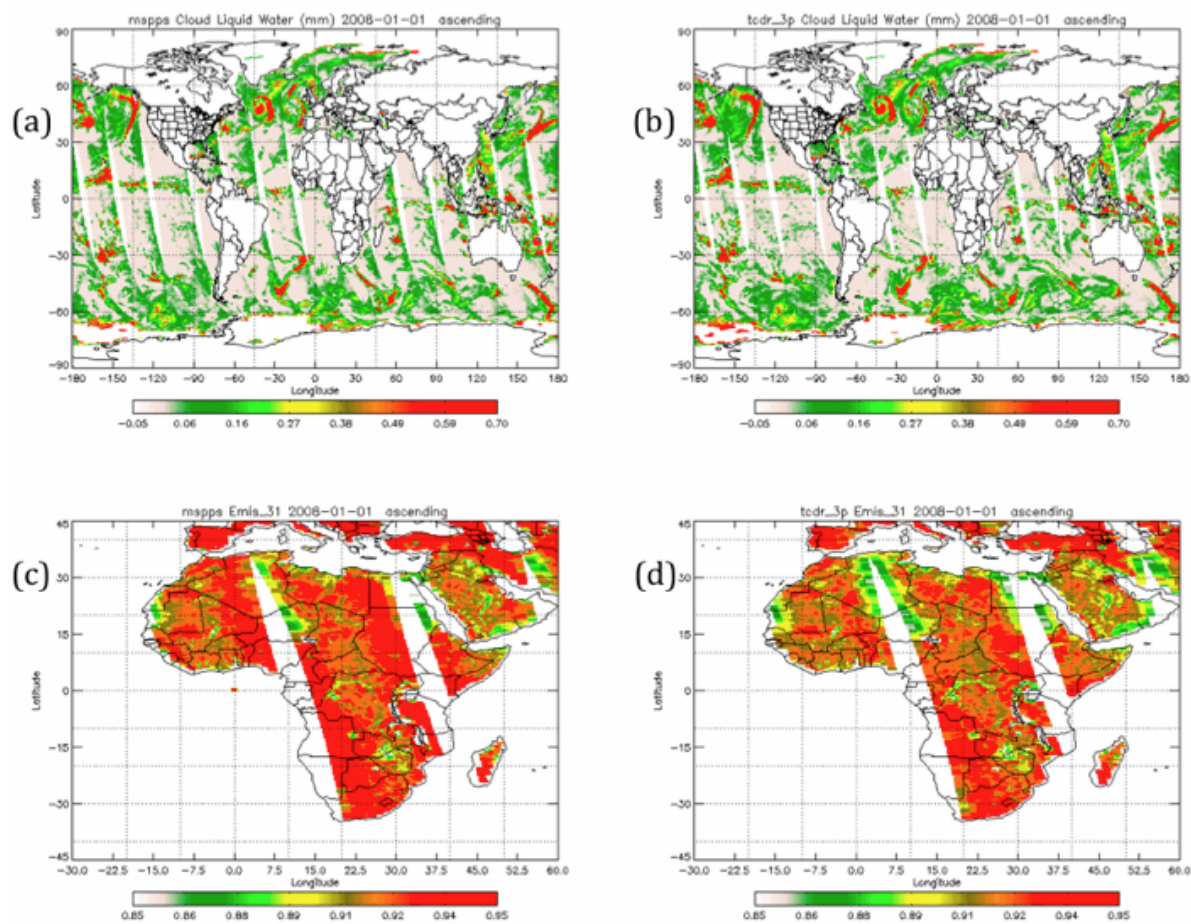 mspps Cloud Liquid Water (mm) 2008-01-01 ascending
(a)
90
60
30
0
-30
-60
-90
Latitude
-180 -150 -120 -90 -60 -30 0 30 60 90 120 150 180
Longitude
-0.05 0.06 0.16 0.27 0.38 0.49 0.59 0.70
tcdr_3p Cloud Liquid Water (mm) 2008-01-01 ascending
(b)
90
60
30
0
-30
-60
-90
Latitude
-180 -150 -120 -90 -60 -30 0 30 60 90 120 150 180
Longitude
-0.05 0.06 0.16 0.27 0.38 0.49 0.59 0.70
mspps Emis_31 2008-01-01 ascending
(c)
45
30
15
0
-15
-30
-45
Latitude
-30.0 -22.5 -15.0 -7.5 0.0 7.5 15.0 22.5 30.0 37.5 45.0 52.5 60.0
Longitude
0.85 0.86 0.88 0.89 0.91 0.92 0.94 0.95
tcdr_3p Emis_31 2008-01-01 ascending
(d)
45
30
15
0
-15
-30
-45
Latitude
-30.0 -22.5 -15.0 -7.5 0.0 7.5 15.0 22.5 30.0 37.5 45.0 52.5 60.0
Longitude
0.85 0.86 0.88 0.89 0.91 0.92 0.94 0.95